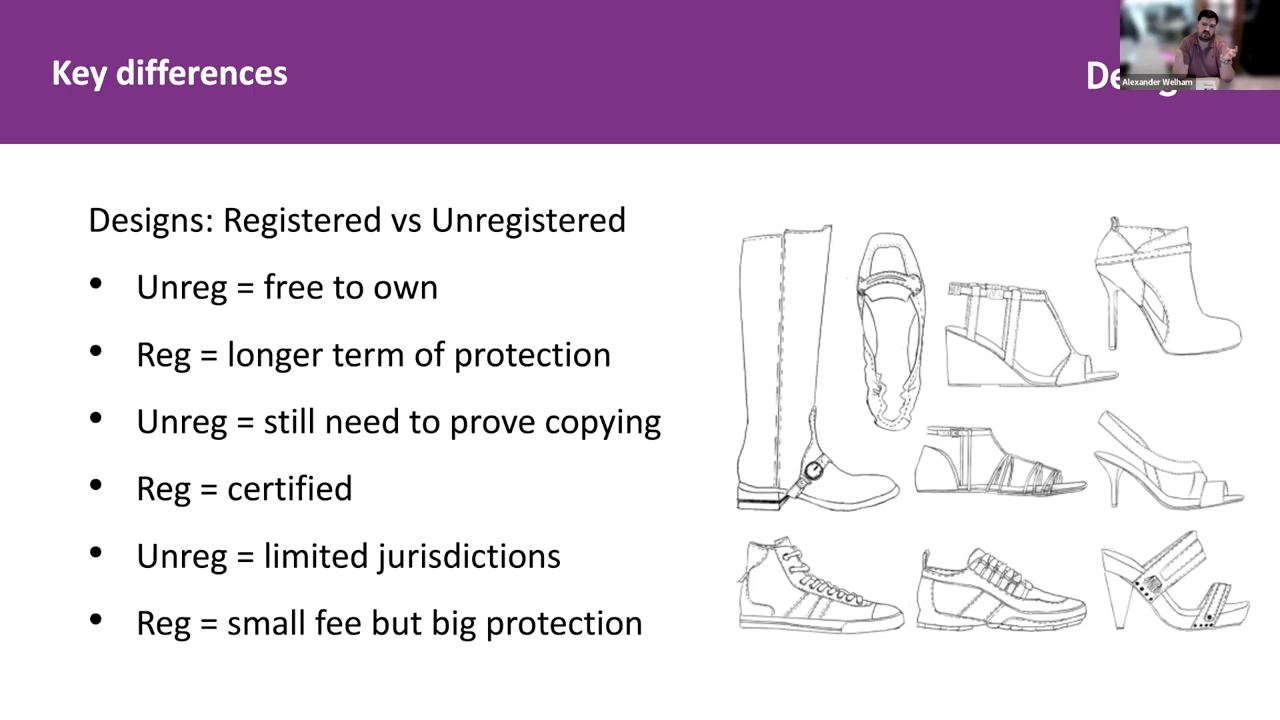 Key differences
Alexander Welham
Designs: Registered vs Unregistered
• Unreg = free to own
• Reg = longer term of protection
• Unreg = still need to prove copying
• Reg = certified
• Unreg = limited jurisdictions
• Reg = small fee but big protection